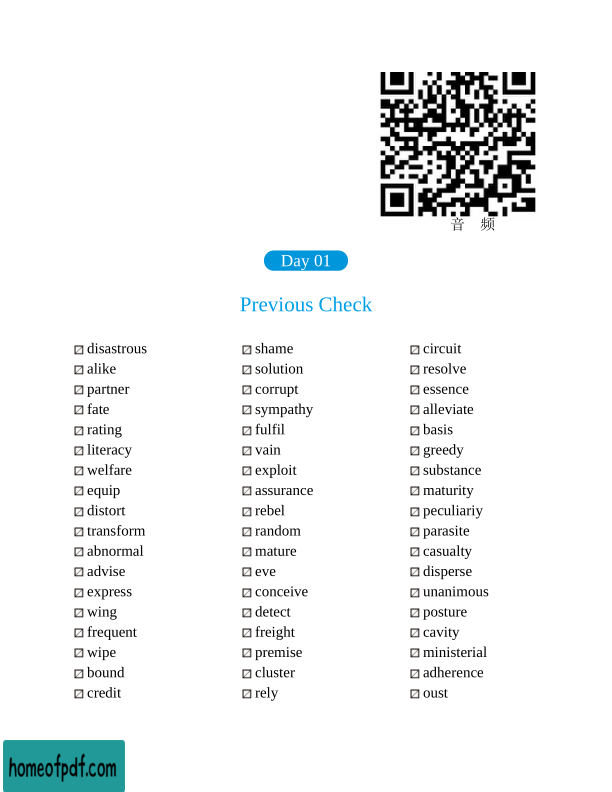 音 频
Day 01
Previous Check
disastrous
alike
partner
fate
rating
literacy
welfare
equip
distort
transform
abnormal
advise
express
wing
frequent
wipe
bound
credit
shame
solution
corrupt
sympathy
fulfil
vain
exploit
assurance
rebel
random
mature
eve
conceive
detect
freight
premise
cluster
rely
circuit
resolve
essence
alleviate
basis
greedy
substance
maturity
peculiariy
parasite
casualty
disperse
unanimous
posture
cavity
ministerial
adherence
oust
homeofpdf.com